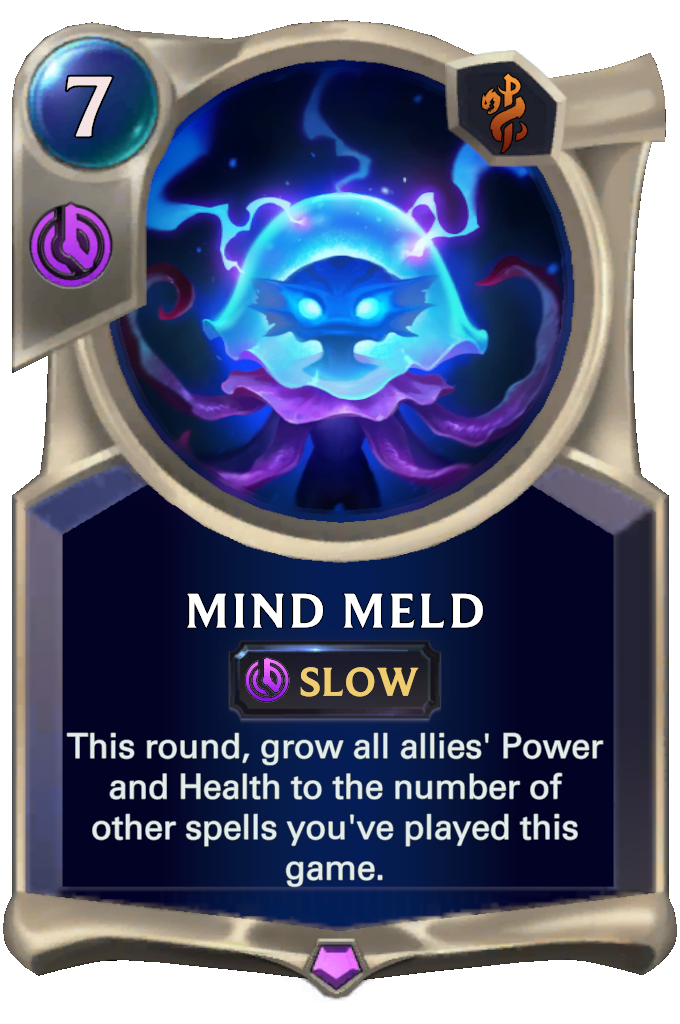 7
MIND MELD
SLOW
This round, grow all allies' Power
and Health to the number of
other spells you've played this
game.